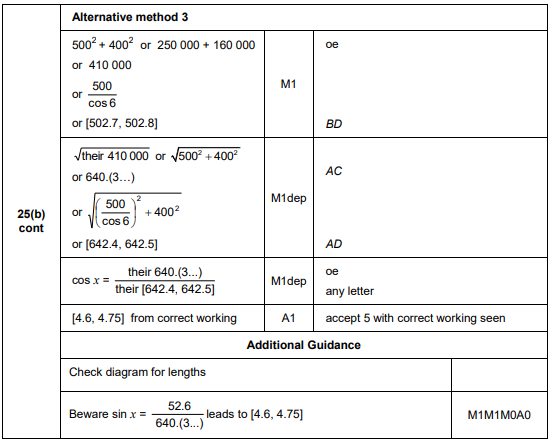 Alternative method 3
500² + 400² or 250 000 + 160 000
or 410 000
or 500/cos 6
or [502.7, 502.8]
M1
oe
BD
√their 410 000 or √500² + 400²
or 640.(3...)
or √(500/cos 6)² + 400²
or [642.4, 642.5]
M1dep
AC
AD
25(b)
cont
cos x = their 640.(3...)/their [642.4, 642.5]
M1dep
oe
any letter
[4.6, 4.75] from correct working
A1
accept 5 with correct working seen
Additional Guidance
Check diagram for lengths
Beware sin x = 52.6/640.(3...) leads to [4.6, 4.75]
M1M1M0A0